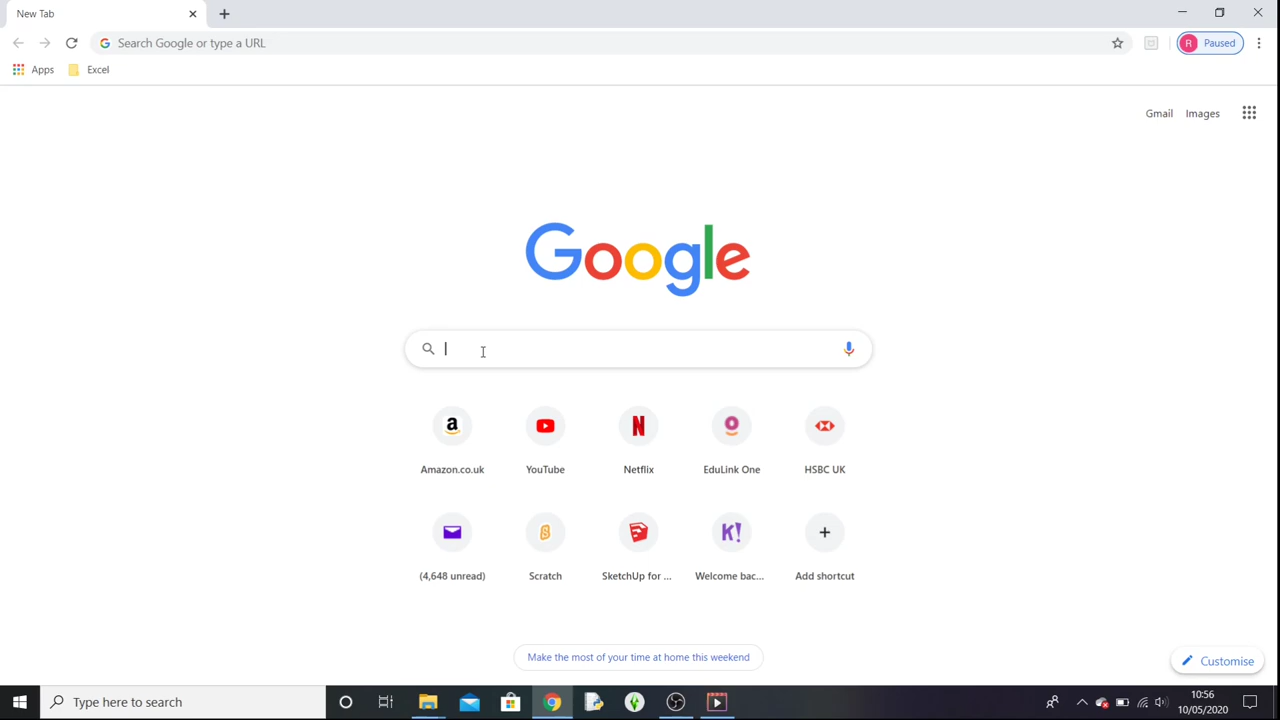 New Tab
Search Google or type a URL
R Paused
Apps Excel
Gmail Images
Google
a N K!
Amazon.co.uk YouTube Netflix EduLink One HSBC UK
(4,648 unread) Scratch SketchUp for ... Welcome bac... Add shortcut
Make the most of your time at home this weekend
Customise
Type here to search
10:56
10/05/2020